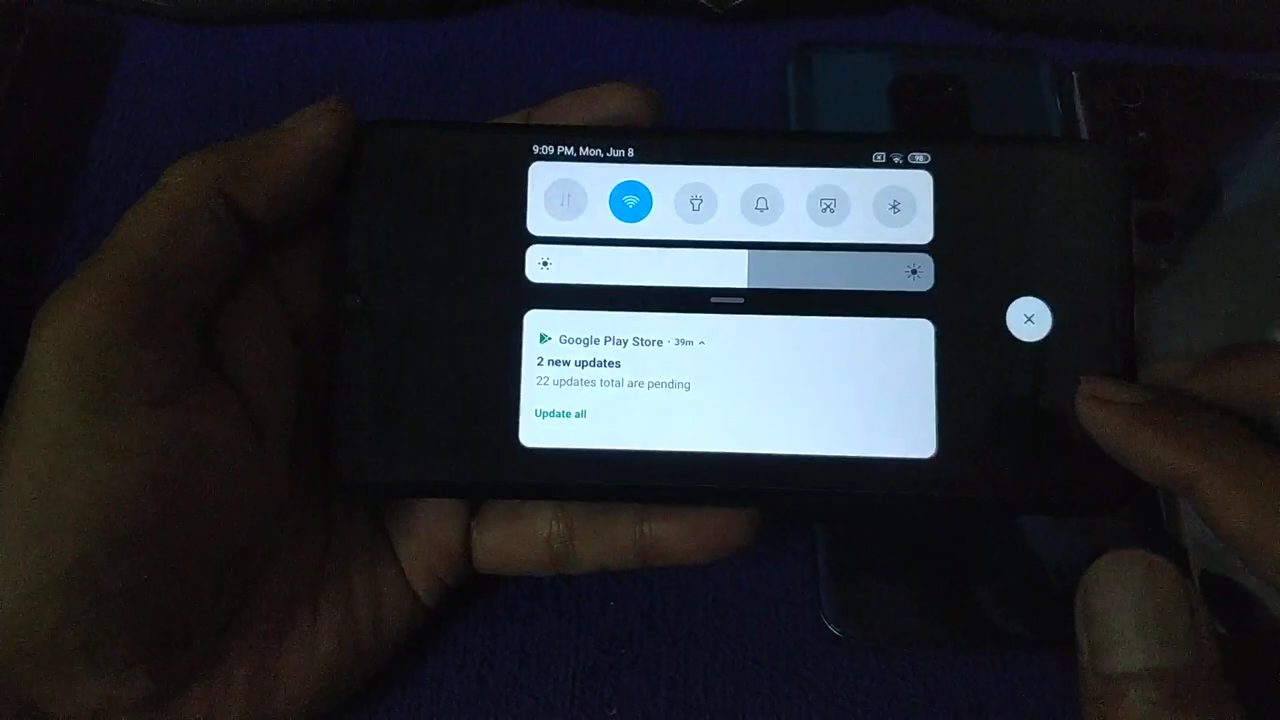 9:09 PM, Mon, Jun 8
98
Google Play Store · 39m
2 new updates
22 updates total are pending
Update all